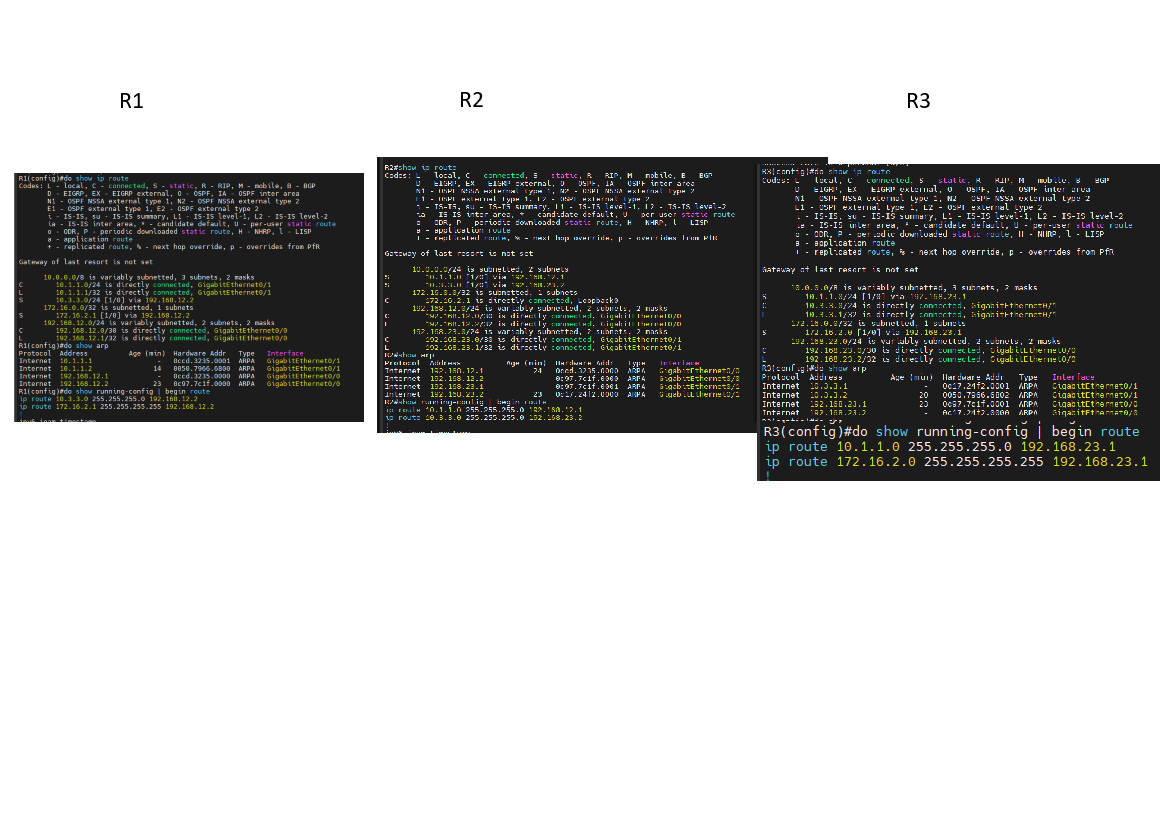 R1
R1(config)#do show ip route
Codes: L - local, C - connected, S - static, R - RIP, M - mobile, B - BGP
D - EIGRP, EX - EIGRP external, O - OSPF, IA - OSPF inter area
N1 - OSPF NSSA external type 1, N2 - OSPF NSSA external type 2
E1 - OSPF external type 1, E2 - OSPF external type 2
i - IS-IS, su - IS-IS summary, L1 - IS-IS level-1, L2 - IS-IS level-2
ia - IS-IS inter area, * - candidate default, U - per-user static route
o - ODR, P - periodic downloaded static route, H - NHRP, l - LISP
a - application route
+ - replicated route, % - next hop override, p - overrides from PfR
Gateway of last resort is not set
10.0.0.0/8 is variably subnetted, 3 subnets, 2 masks
C 10.1.1.0/24 is directly connected, GigabitEthernet0/1
L 10.1.1.1/32 is directly connected, GigabitEthernet0/1
S 10.3.3.0/24 [1/0] via 192.168.12.2
172.16.0.0/32 is subnetted, 1 subnets
S 172.16.2.1 [1/0] via 192.168.12.2
192.168.12.0/24 is variably subnetted, 2 subnets, 2 masks
C 192.168.12.0/30 is directly connected, GigabitEthernet0/0
L 192.168.12.1/32 is directly connected, GigabitEthernet0/0
R1(config)#do show arp
Protocol Address Age (min) Hardware Addr Type Interface
Internet 10.1.1.1 - 0ccd.3235.0001 ARPA GigabitEthernet0/1
Internet 10.1.1.2 14 0050.7966.6800 ARPA GigabitEthernet0/1
Internet 192.168.12.1 - 0ccd.3235.0000 ARPA GigabitEthernet0/0
Internet 192.168.12.2 23 0c97.7c1f.0000 ARPA GigabitEthernet0/0
R1(config)#do show running-config | begin route
ip route 10.3.3.0 255.255.255.0 192.168.12.2
ip route 172.16.2.1 255.255.255.255 192.168.12.2
!
R2
R2#show ip route
Codes: L - local, C - connected, S - static, R - RIP, M - mobile, B - BGP
D - EIGRP, EX - EIGRP external, O - OSPF, IA - OSPF inter area
N1 - OSPF NSSA external type 1, N2 - OSPF NSSA external type 2
E1 - OSPF external type 1, E2 - OSPF external type 2
i - IS-IS, su - IS-IS summary, L1 - IS-IS level-1, L2 - IS-IS level-2
ia - IS-IS inter area, * - candidate default, U - per-user static route
o - ODR, P - periodic downloaded static route, H - NHRP, l - LISP
a - application route
+ - replicated route, % - next hop override, p - overrides from PfR
Gateway of last resort is not set
10.0.0.0/24 is subnetted, 2 subnets
S 10.1.1.0 [1/0] via 192.168.12.1
S 10.3.3.0 [1/0] via 192.168.23.2
172.16.0.0/32 is subnetted, 1 subnets
C 172.16.2.1 is directly connected, Loopback0
192.168.12.0/24 is variably subnetted, 2 subnets, 2 masks
C 192.168.12.0/30 is directly connected, GigabitEthernet0/0
L 192.168.12.2/32 is directly connected, GigabitEthernet0/0
192.168.23.0/24 is variably subnetted, 2 subnets, 2 masks
C 192.168.23.0/30 is directly connected, GigabitEthernet0/1
L 192.168.23.1/32 is directly connected, GigabitEthernet0/1
R2#show arp
Protocol Address Age (min) Hardware Addr Type Interface
Internet 192.168.12.1 24 0ccd.3235.0000 ARPA GigabitEthernet0/0
Internet 192.168.12.2 - 0c97.7c1f.0000 ARPA GigabitEthernet0/0
Internet 192.168.23.1 - 0c97.7c1f.0001 ARPA GigabitEthernet0/1
Internet 192.168.23.2 23 0c17.24f2.0000 ARPA GigabitEthernet0/1
R2#show running-config | begin route
ip route 10.1.1.0 255.255.255.0 192.168.12.1
ip route 10.3.3.0 255.255.255.0 192.168.23.2
!
R3
R3(config)#do show ip route
Codes: L - local, C - connected, S - static, R - RIP, M - mobile, B - BGP
D - EIGRP, EX - EIGRP external, O - OSPF, IA - OSPF inter area
N1 - OSPF NSSA external type 1, N2 - OSPF NSSA external type 2
E1 - OSPF external type 1, E2 - OSPF external type 2
i - IS-IS, su - IS-IS summary, L1 - IS-IS level-1, L2 - IS-IS level-2
ia - IS-IS inter area, * - candidate default, U - per-user static route
o - ODR, P - periodic downloaded static route, H - NHRP, l - LISP
a - application route
+ - replicated route, % - next hop override, p - overrides from PfR
Gateway of last resort is not set
10.0.0.0/8 is variably subnetted, 3 subnets, 2 masks
S 10.1.1.0/24 [1/0] via 192.168.23.1
C 10.3.3.0/24 is directly connected, GigabitEthernet0/1
L 10.3.3.1/32 is directly connected, GigabitEthernet0/1
172.16.0.0/32 is subnetted, 1 subnets
S 172.16.2.0 [1/0] via 192.168.23.1
192.168.23.0/24 is variably subnetted, 2 subnets, 2 masks
C 192.168.23.0/30 is directly connected, GigabitEthernet0/0
L 192.168.23.2/32 is directly connected, GigabitEthernet0/0
R3(config)#do show arp
Protocol Address Age (min) Hardware Addr Type Interface
Internet 10.3.3.1 - 0c17.24f2.0001 ARPA GigabitEthernet0/1
Internet 10.3.3.2 20 0050.7966.6802 ARPA GigabitEthernet0/1
Internet 192.168.23.1 23 0c97.7c1f.0001 ARPA GigabitEthernet0/0
Internet 192.168.23.2 - 0c17.24f2.0000 ARPA GigabitEthernet0/0
R3(config)#do show running-config | begin route
ip route 10.1.1.0 255.255.255.0 192.168.23.1
ip route 172.16.2.0 255.255.255.255 192.168.23.1
!